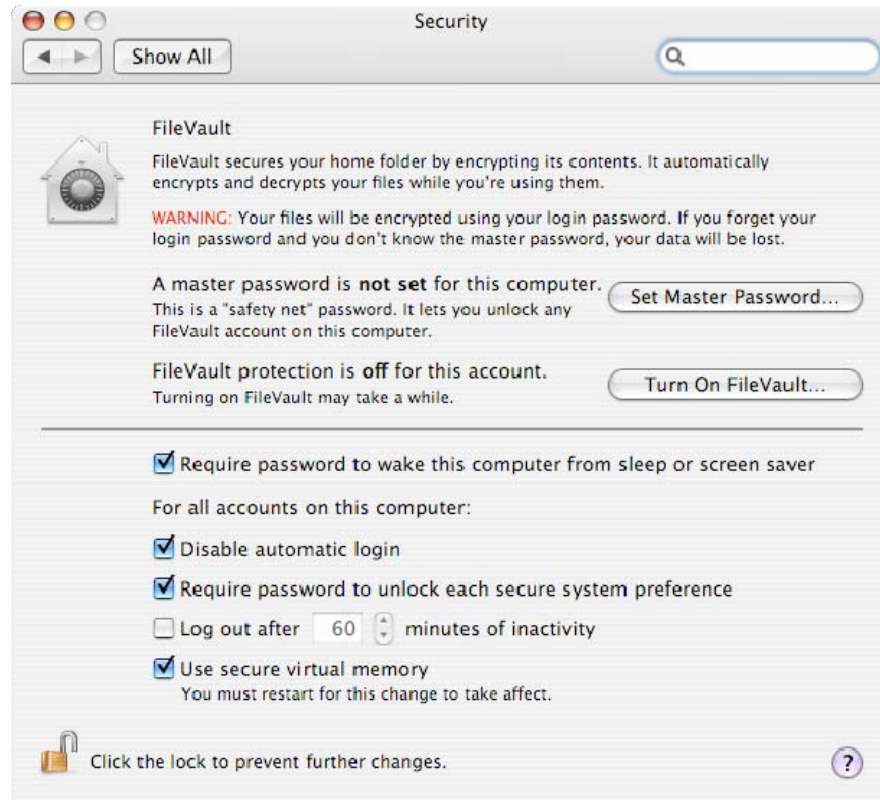 Security
Show All
FileVault
FileVault secures your home folder by encrypting its contents. It automatically
encrypts and decrypts your files while you're using them.
WARNING: Your files will be encrypted using your login password. If you forget your
login password and you don't know the master password, your data will be lost.
A master password is not set for this computer.
Set Master Password...
This is a "safety net" password. It lets you unlock any
FileVault account on this computer.
FileVault protection is off for this account.
Turn On FileVault...
Turning on FileVault may take a while.
Require password to wake this computer from sleep or screen saver
For all accounts on this computer:
Disable automatic login
Require password to unlock each secure system preference
Log out after 60 minutes of inactivity
Use secure virtual memory
You must restart for this change to take affect.
Click the lock to prevent further changes.
?